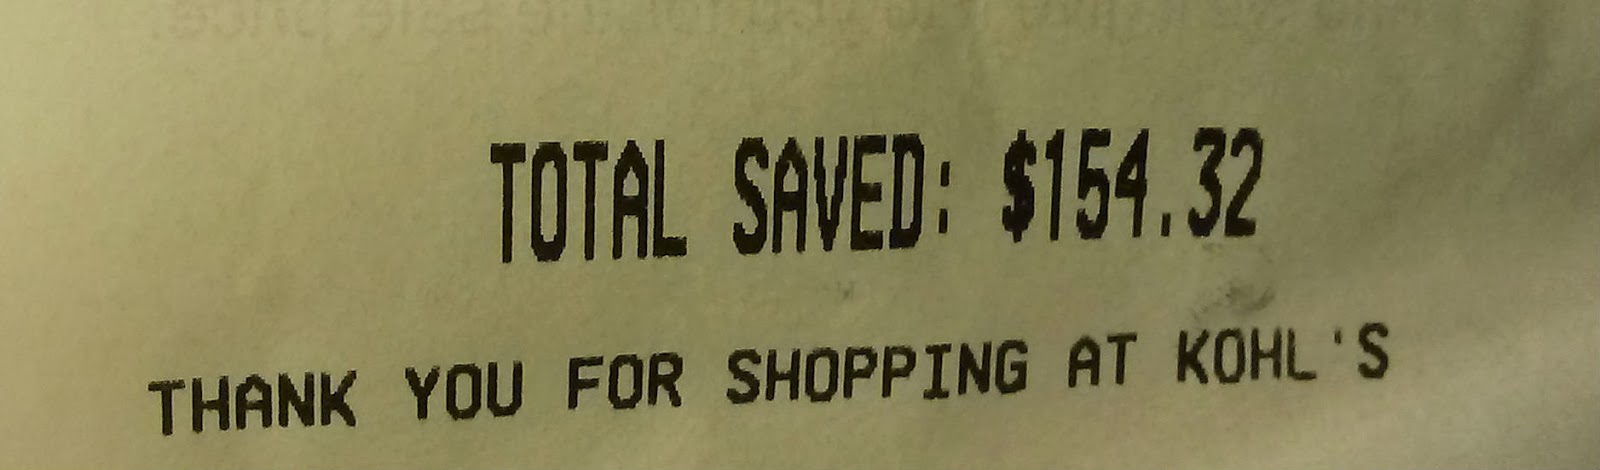 TOTAL SAVED: $154.32
THANK YOU FOR SHOPPING AT KOHL'S